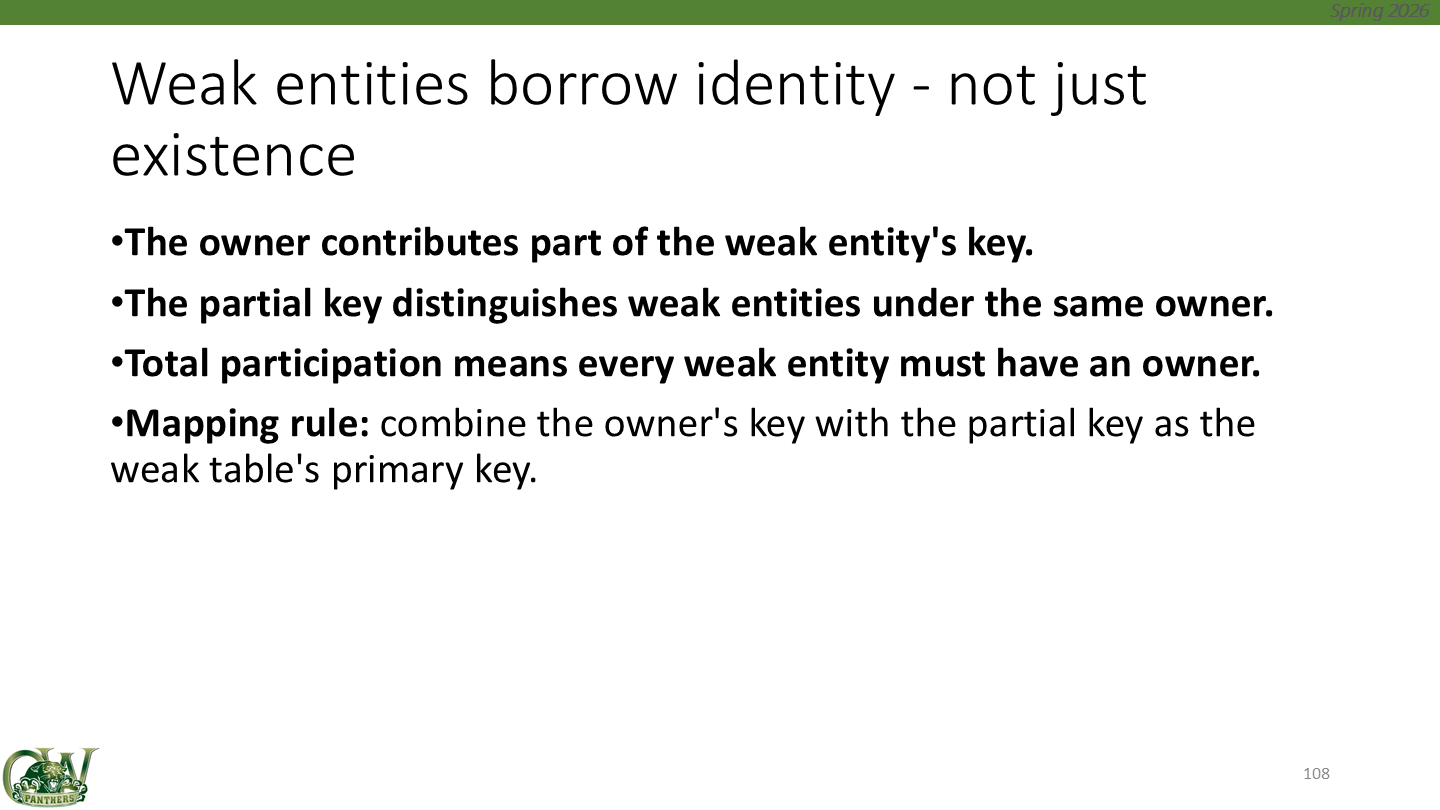 Spring 2026
Weak entities borrow identity - not just
existence
•The owner contributes part of the weak entity's key.
•The partial key distinguishes weak entities under the same owner.
•Total participation means every weak entity must have an owner.
•Mapping rule: combine the owner's key with the partial key as the
weak table's primary key.
OW
PANTHERS
108